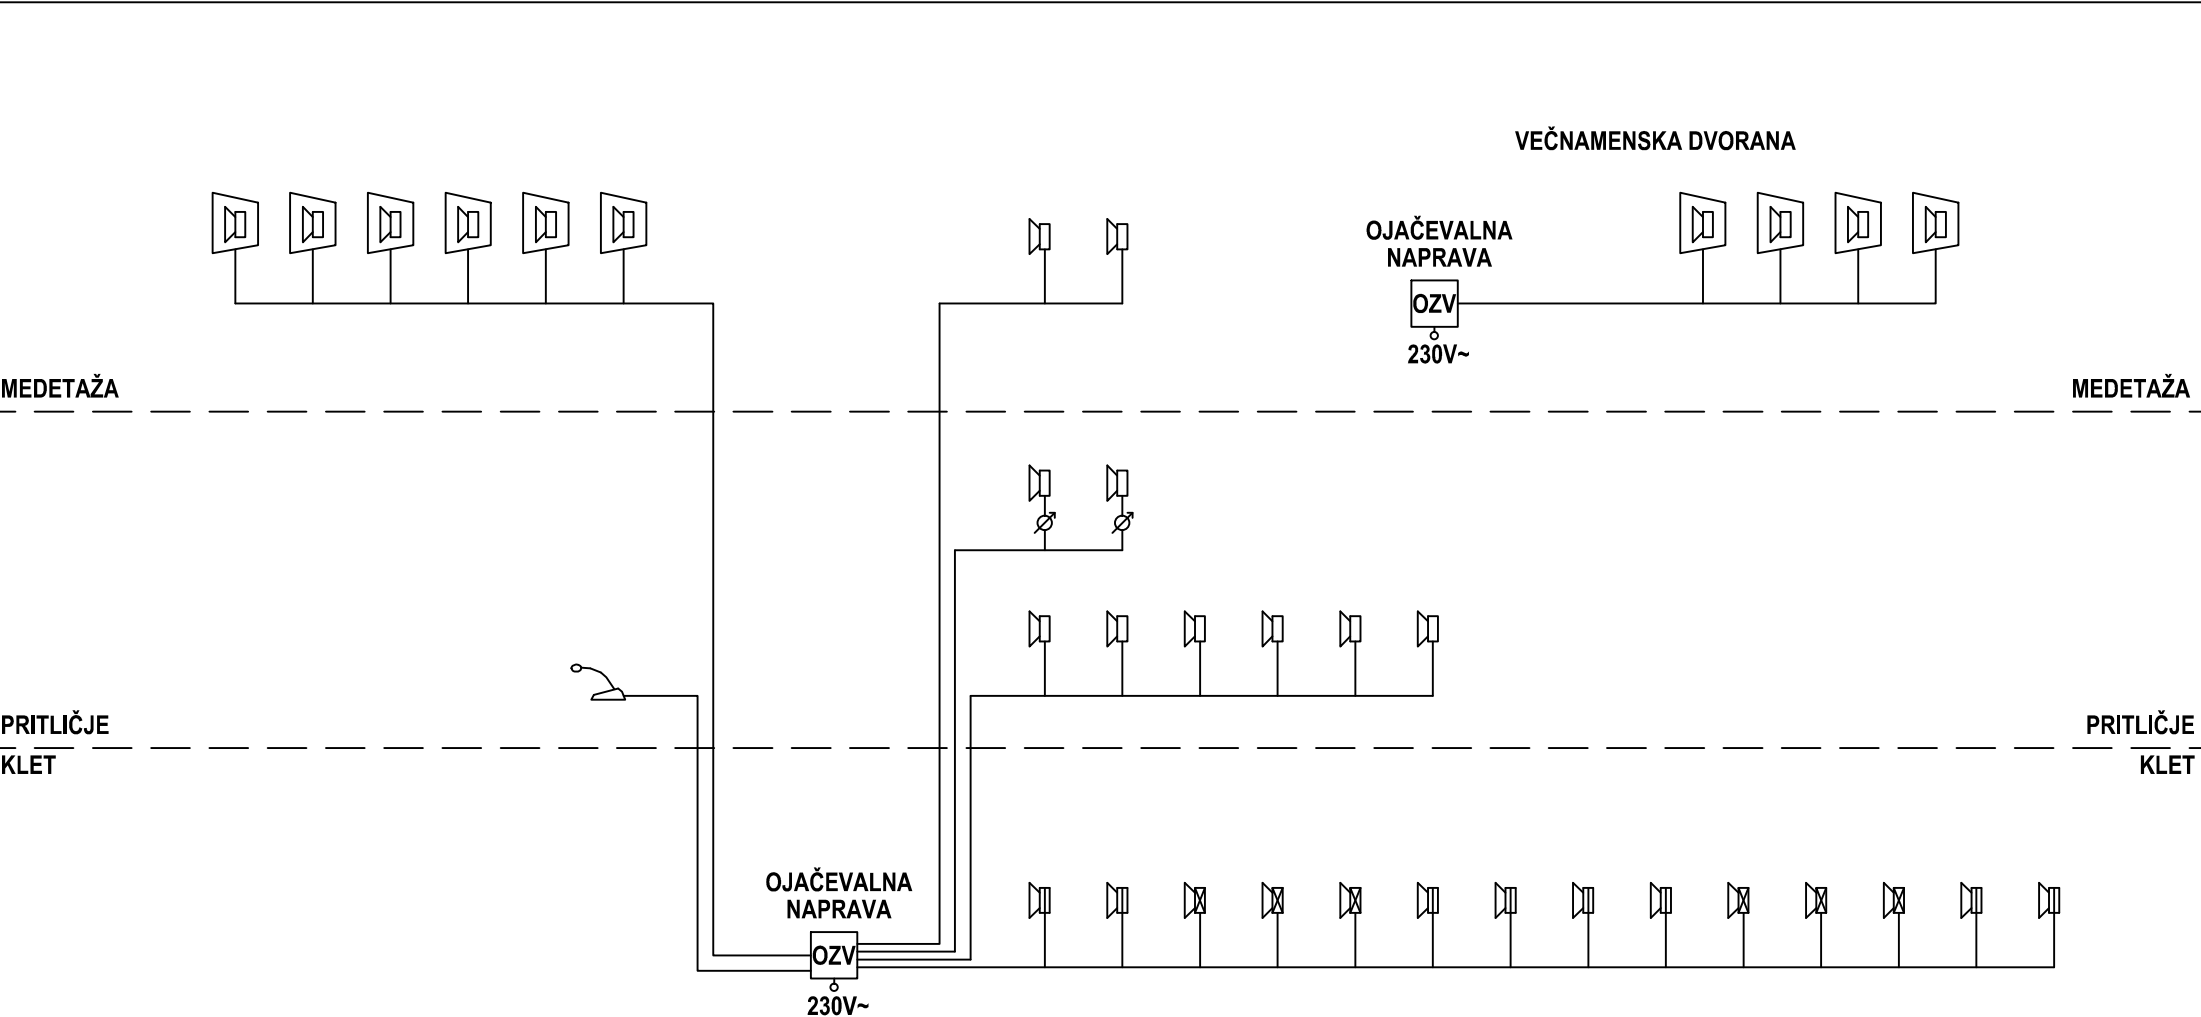 VEČNAMENSKA DVORANA
OJAČEVALNA
NAPRAVA
OZV
230V~
MEDETAŽA
MEDETAŽA
PRITLIČJE
PRITLIČJE
KLET
KLET
OJAČEVALNA
NAPRAVA
OZV
230V~